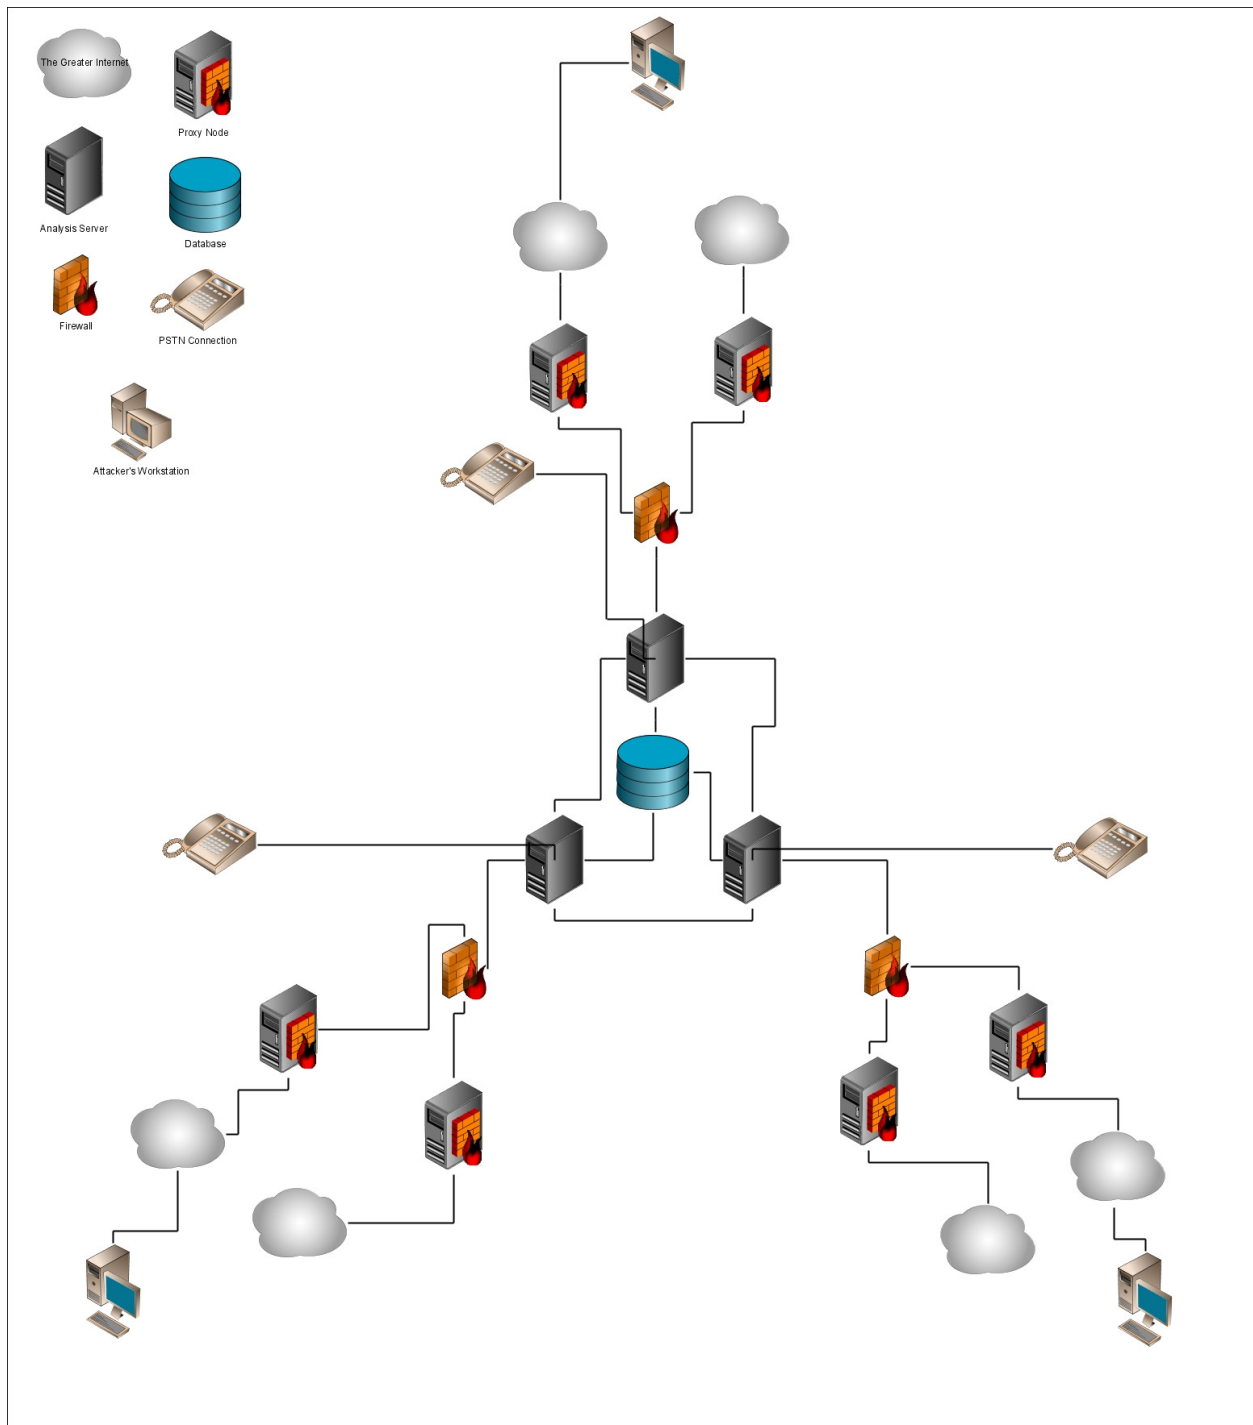 The Greater Internet
Proxy Node
Analysis Server
Database
Firewall
PSTN Connection
Attacker's Workstation